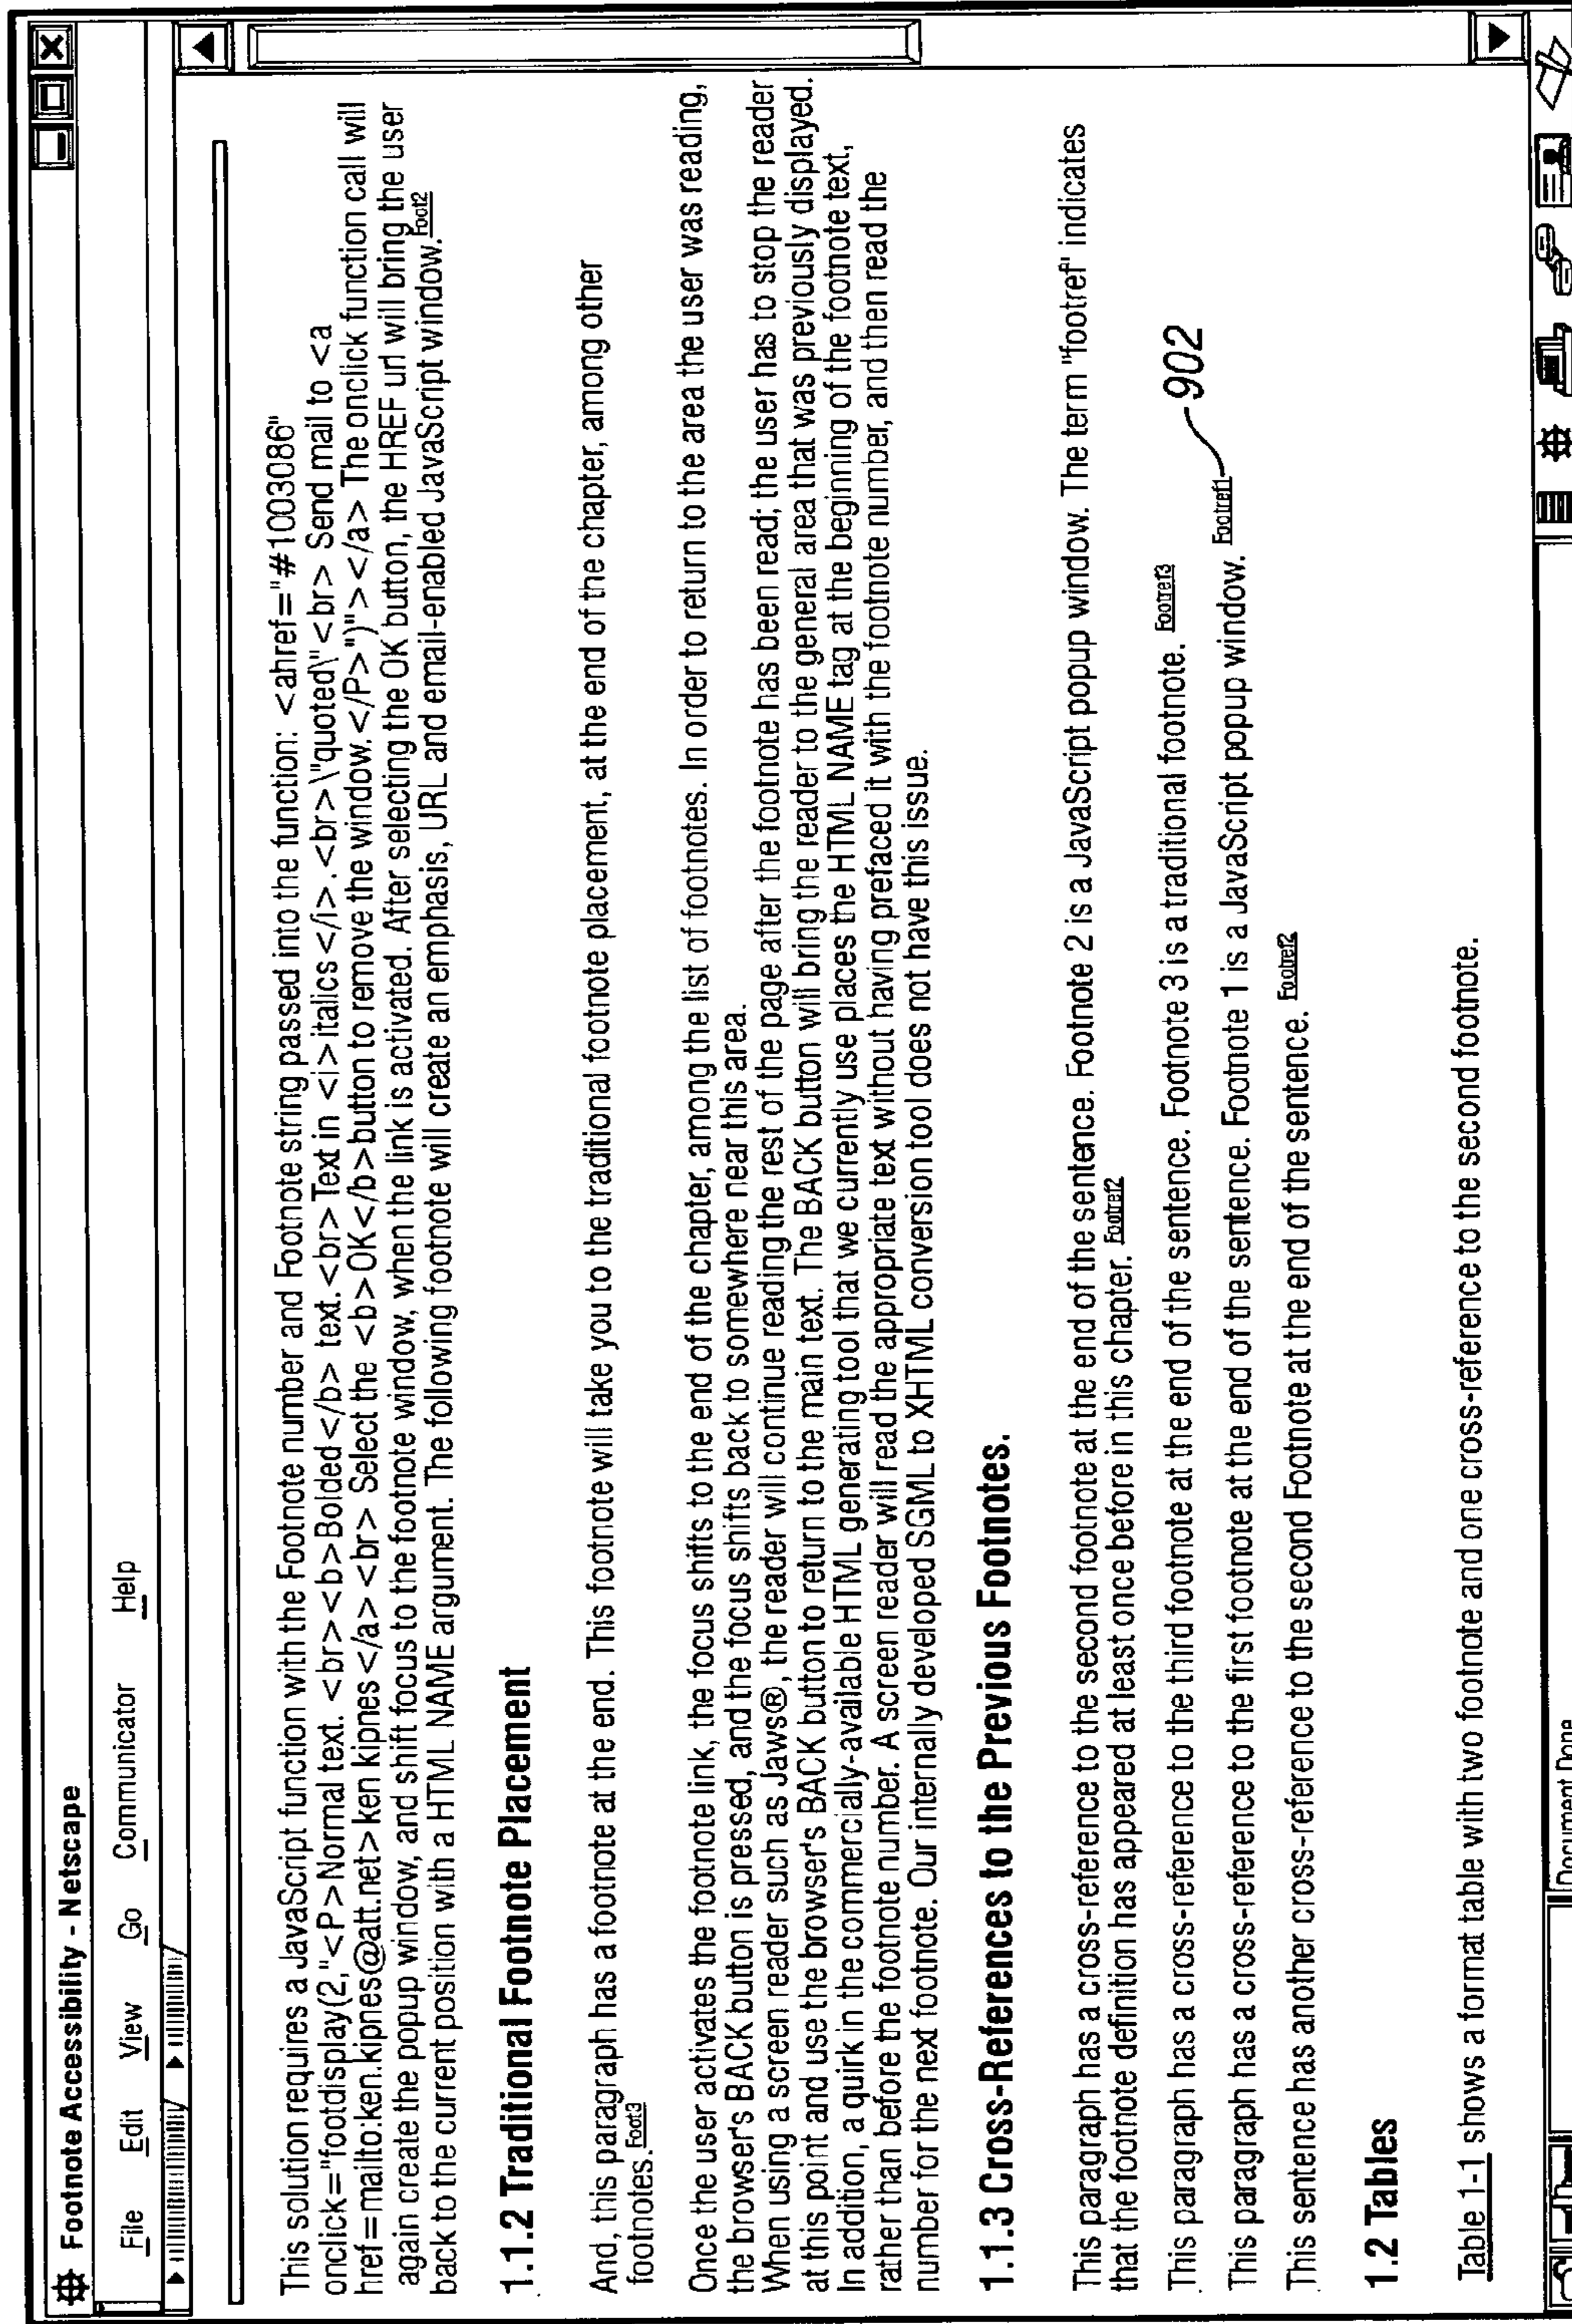 Footnote Accessibility - Netscape
File Edit View Go Communicator Help
This solution requires a JavaScript function with the Footnote number and Footnote string passed into the function: <ahref="#1003086"
onclick="footdisplay(2,"<P>Normal text. <br><b>Bolded</b> text.<br>Text in <i>italics</i>.<br>\"quoted\"<br> Send mail to <a
href=mailto:ken.kipnes@att.net>ken kipnes</a><br> Select the <b>OK</b>button to remove the window.</P>")"></a> The onclick function call will
again create the popup window, and shift focus to the footnote window, when the link is activated. After selecting the OK button, the HREF url will bring the user
back to the current position with a HTML NAME argument. The following footnote will create an emphasis, URL and email-enabled JavaScript window.Foot2
1.1.2 Traditional Footnote Placement
And, this paragraph has a footnote at the end. This footnote will take you to the traditional footnote placement, at the end of the chapter, among other
footnotes.Foot3
Once the user activates the footnote link, the focus shifts to the end of the chapter, among the list of footnotes. In order to return to the area the user was reading,
the browser's BACK button is pressed, and the focus shifts back to somewhere near this area.
When using a screen reader such as Jaws®, the reader will continue reading the rest of the page after the footnote has been read; the user has to stop the reader
at this point and use the browser's BACK button to return to the main text. The BACK button will bring the reader to the general area that was previously displayed.
In addition, a quirk in the commercially-available HTML generating tool that we currently use places the HTML NAME tag at the beginning of the footnote text,
rather than before the footnote number. A screen reader will read the appropriate text without having prefaced it with the footnote number, and then read the
number for the next footnote. Our internally developed SGML to XHTML conversion tool does not have this issue.
1.1.3 Cross-References to the Previous Footnotes.
This paragraph has a cross-reference to the second footnote at the end of the sentence. Footnote 2 is a JavaScript popup window. The term "footref" indicates
that the footnote definition has appeared at least once before in this chapter. Footref2
This paragraph has a cross-reference to the third footnote at the end of the sentence. Footnote 3 is a traditional footnote. Footref3
This paragraph has a cross-reference to the first footnote at the end of the sentence. Footnote 1 is a JavaScript popup window. Footref1 902
This sentence has another cross-reference to the second Footnote at the end of the sentence. Footref2
1.2 Tables
Table 1-1 shows a format table with two footnote and one cross-reference to the second footnote.
Document Done